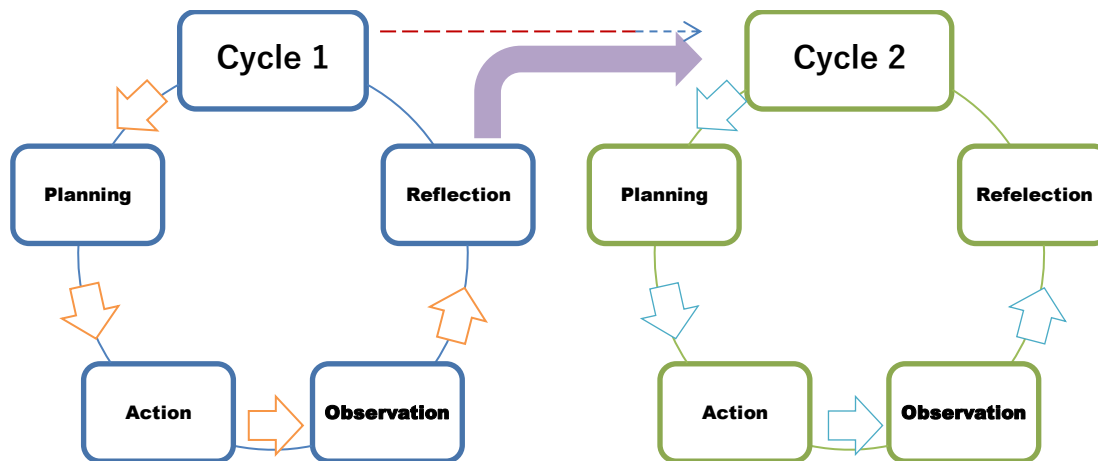 Cycle 1
Cycle 2
Planning
Reflection
Planning
Refelection
Action
Observation
Action
Observation